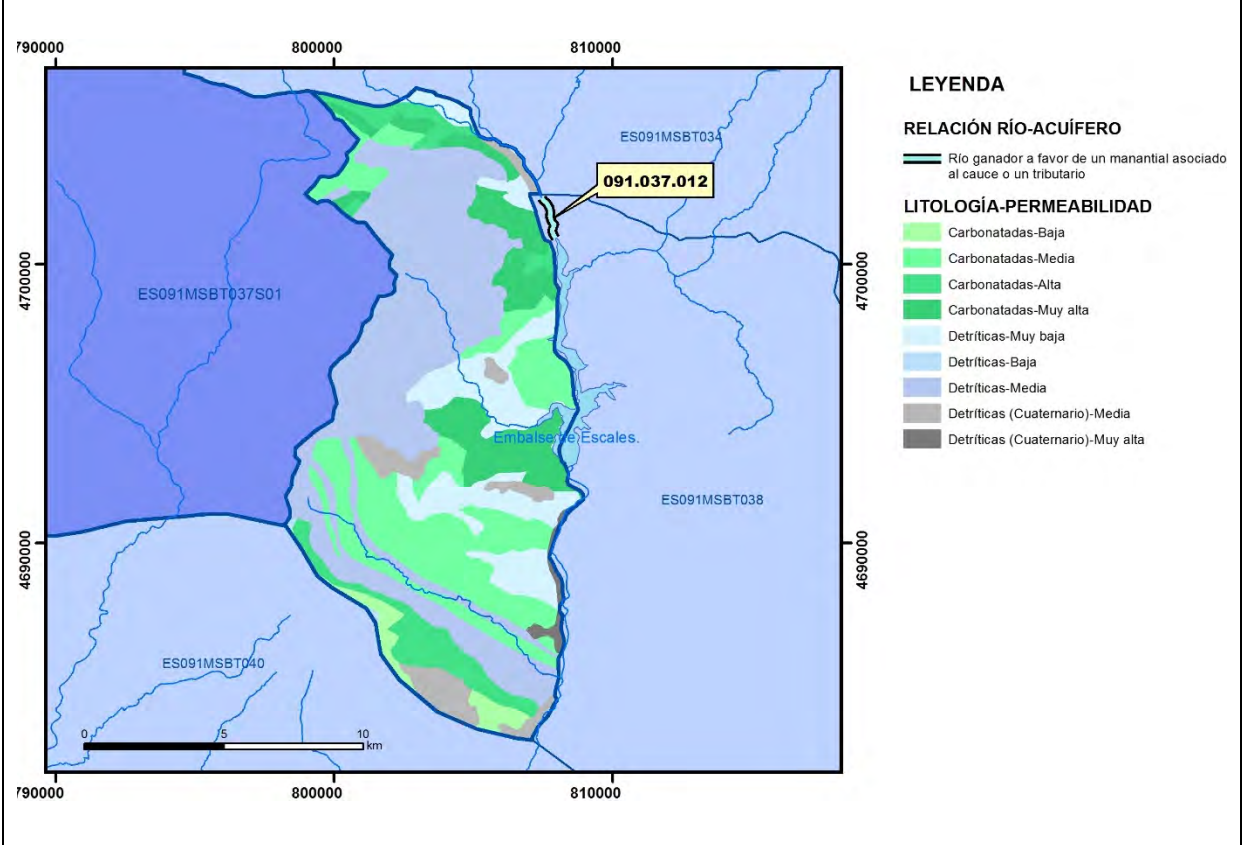 790000
800000
810000
LEYENDA
RELACIÓN RÍO-ACUÍFERO
Río ganador a favor de un manantial asociado
al cauce o un tributario
LITOLOGÍA-PERMEABILIDAD
Carbonatadas-Baja
Carbonatadas-Media
Carbonatadas-Alta
Carbonatadas-Muy alta
Detríticas-Muy baja
Detríticas-Baja
Detríticas-Media
Detríticas (Cuaternario)-Media
Detríticas (Cuaternario)-Muy alta
ES091MSBT034
091.037.012
4700000
4700000
ES091MSBT037S01
Embalse de Escales.
ES091MSBT038
4690000
4690000
ES091MSBT040
0
5
10
km
790000
800000
810000